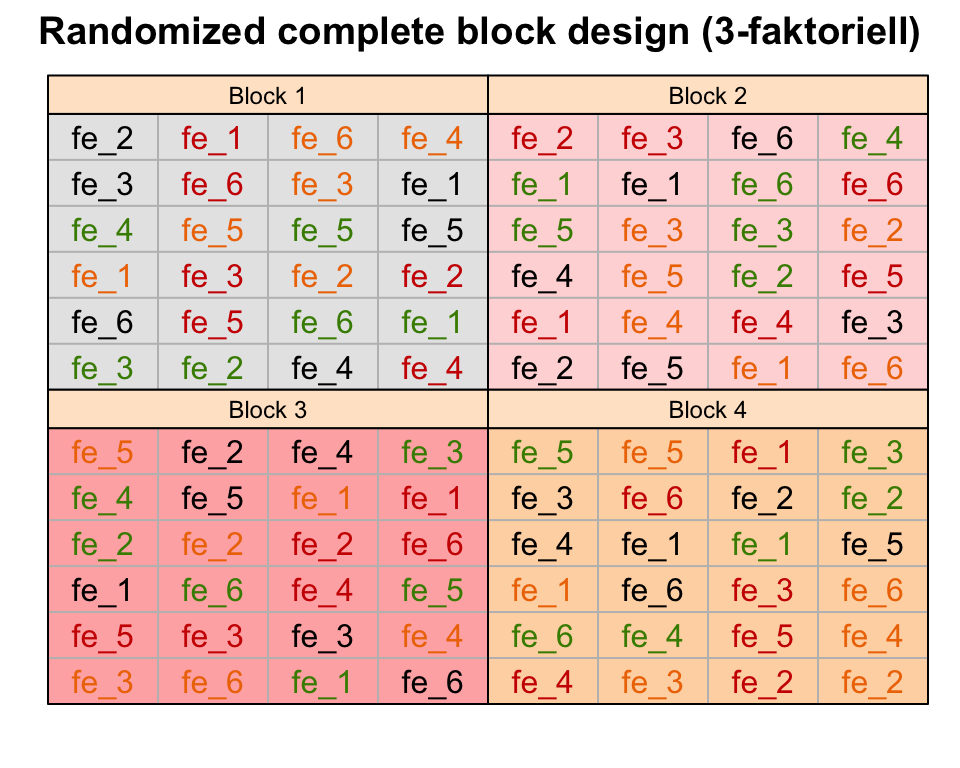 Randomized complete block design (3-faktoriell)
Block 1 Block 2
fe_2 fe_1 fe_6 fe_4 fe_2 fe_3 fe_6 fe_4
fe_3 fe_6 fe_3 fe_1 fe_1 fe_1 fe_6 fe_6
fe_4 fe_5 fe_5 fe_5 fe_5 fe_3 fe_3 fe_2
fe_1 fe_3 fe_2 fe_2 fe_4 fe_5 fe_2 fe_5
fe_6 fe_5 fe_6 fe_1 fe_1 fe_4 fe_4 fe_3
fe_3 fe_2 fe_4 fe_4 fe_2 fe_5 fe_1 fe_6
Block 3 Block 4
fe_5 fe_2 fe_4 fe_3 fe_5 fe_5 fe_1 fe_3
fe_4 fe_5 fe_1 fe_1 fe_3 fe_6 fe_2 fe_2
fe_2 fe_2 fe_2 fe_6 fe_4 fe_1 fe_1 fe_5
fe_1 fe_6 fe_4 fe_5 fe_1 fe_6 fe_3 fe_6
fe_5 fe_3 fe_3 fe_4 fe_6 fe_4 fe_5 fe_4
fe_3 fe_6 fe_1 fe_6 fe_4 fe_3 fe_2 fe_2